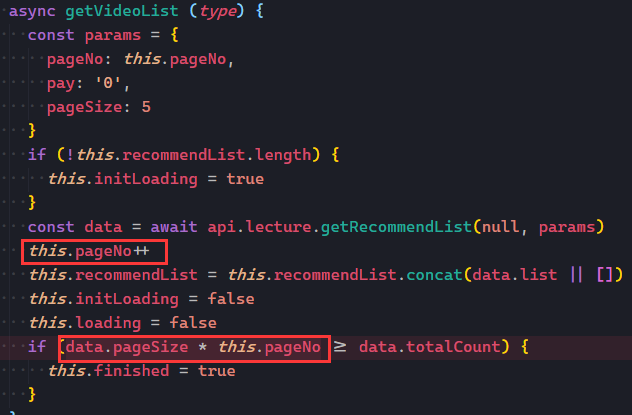 async getVideoList (type) {
const params = {
pageNo: this.pageNo,
pay: '0',
pageSize: 5
}
if (!this.recommendList.length) {
this.initLoading = true
}
const data = await api.lecture.getRecommendList(null, params)
this.pageNo++
this.recommendList = this.recommendList.concat(data.list || [])
this.initLoading = false
this.loading = false
if (data.pageSize * this.pageNo ≥ data.totalCount) {
this.finished = true
}
}